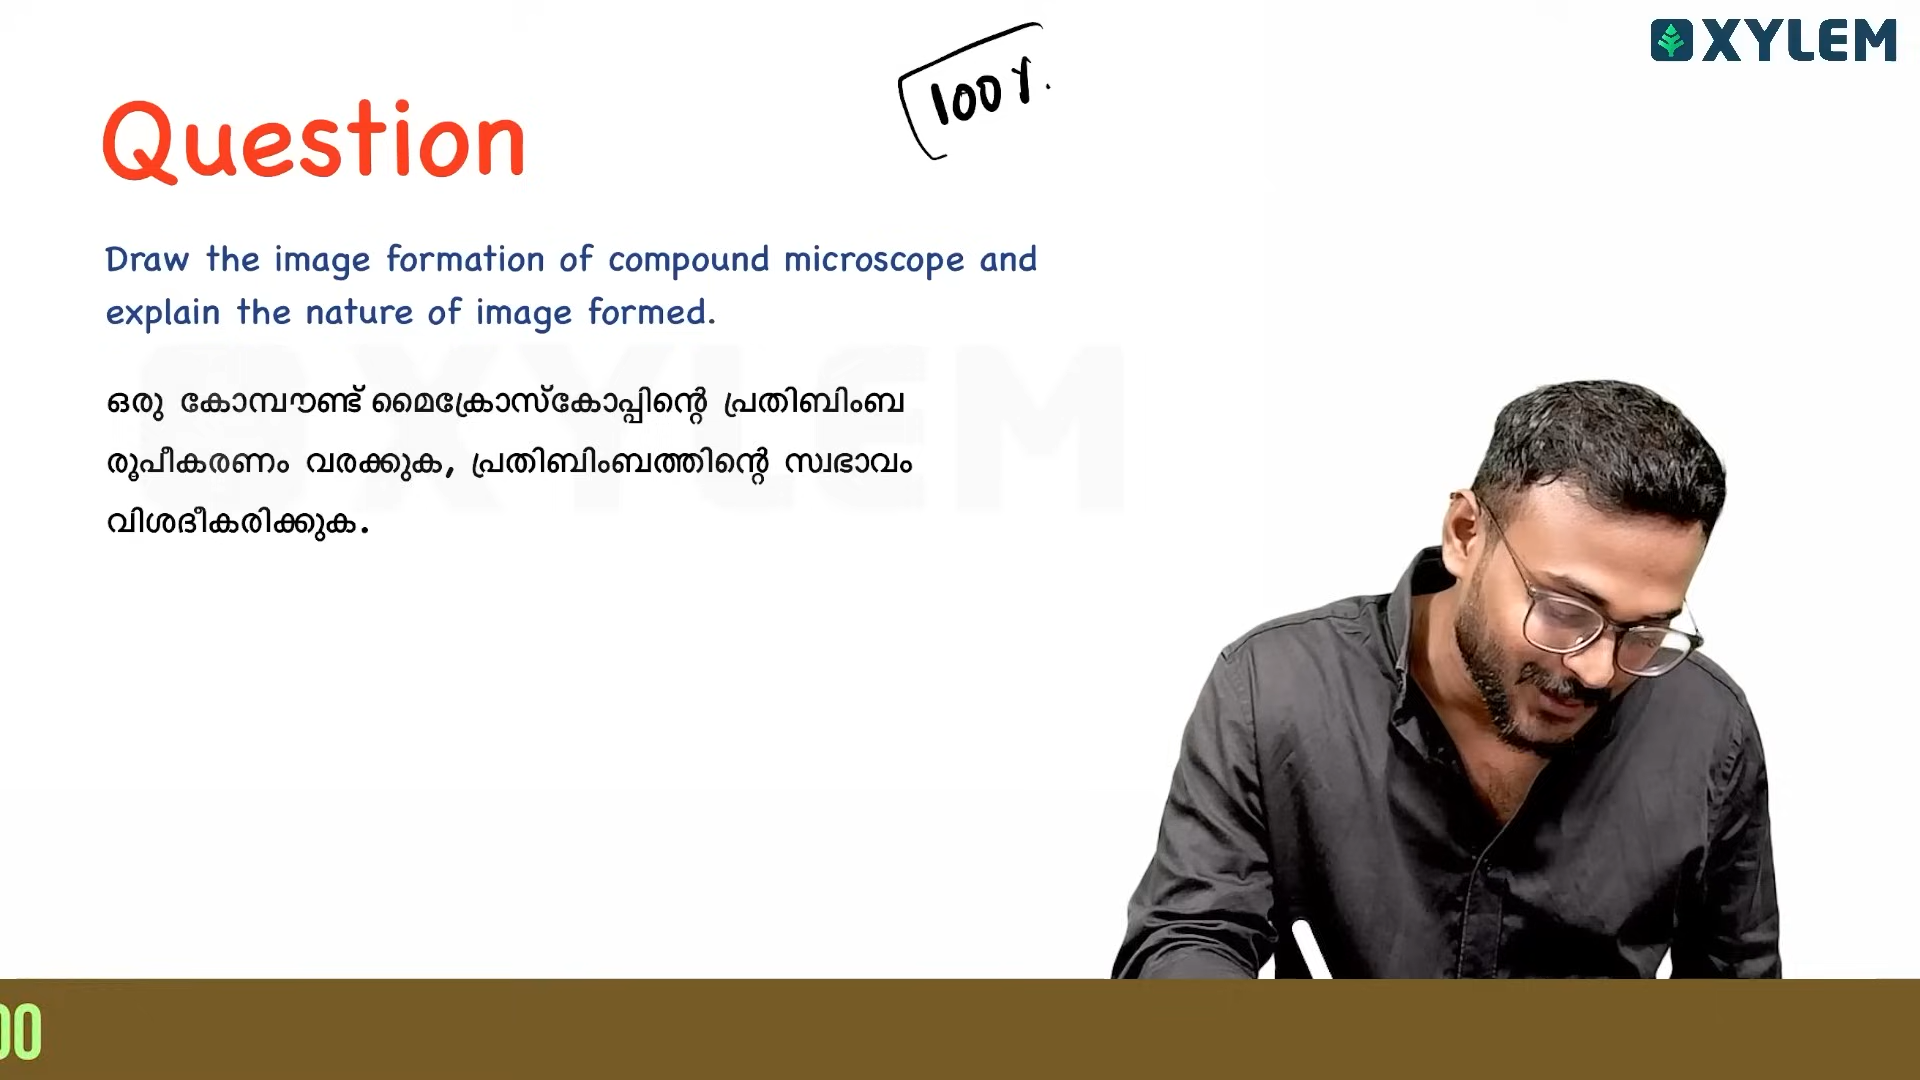 XYLEM
100%.
Question
Draw the image formation of compound microscope and
explain the nature of image formed.
ഒരു കോമ്പൗണ്ട് മൈക്രോസ്കോപ്പിന്റെ പ്രതിബിംബ
രൂപീകരണം വരക്കുക, പ്രതിബിംബത്തിന്റെ സ്വഭാവം
വിശദീകരിക്കുക.
XYLEM
00